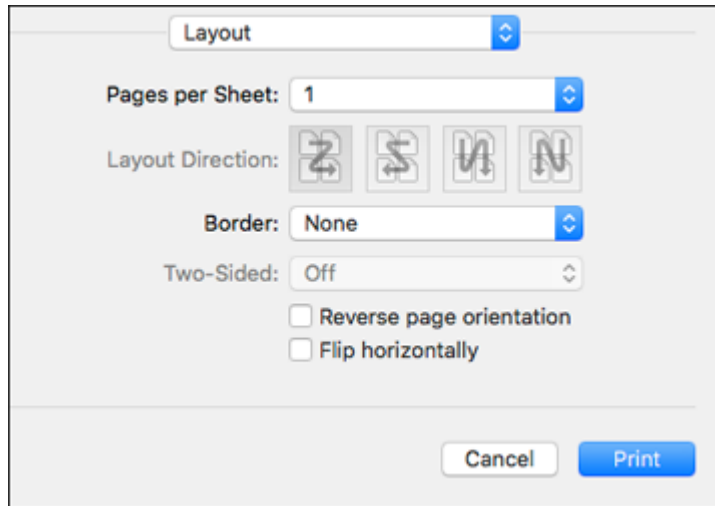 Layout
Pages per Sheet: 1
Layout Direction:
Border: None
Two-Sided: Off
Reverse page orientation
Flip horizontally
Cancel Print